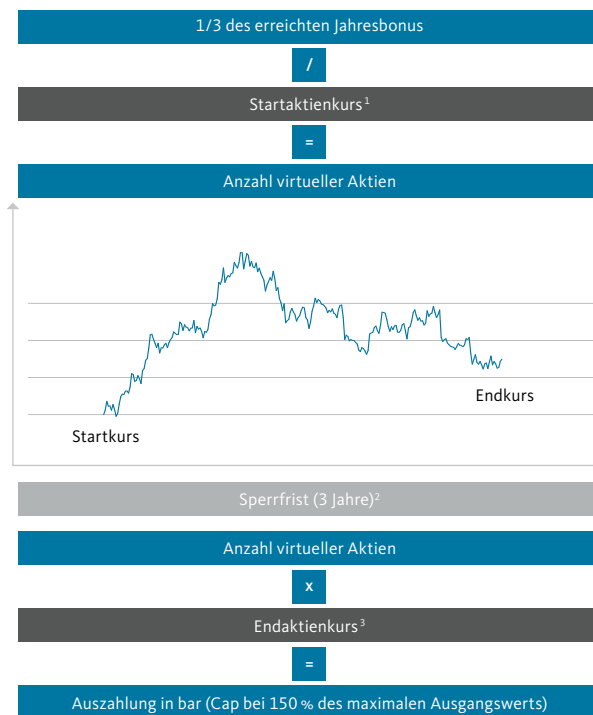 1/3 des erreichten Jahresbonus
/
Startaktienkurs¹
=
Anzahl virtueller Aktien
Endkurs
Startkurs
Sperrfrist (3 Jahre)²
Anzahl virtueller Aktien
x
Endaktienkurs³
=
Auszahlung in bar (Cap bei 150 % des maximalen Ausgangswerts)